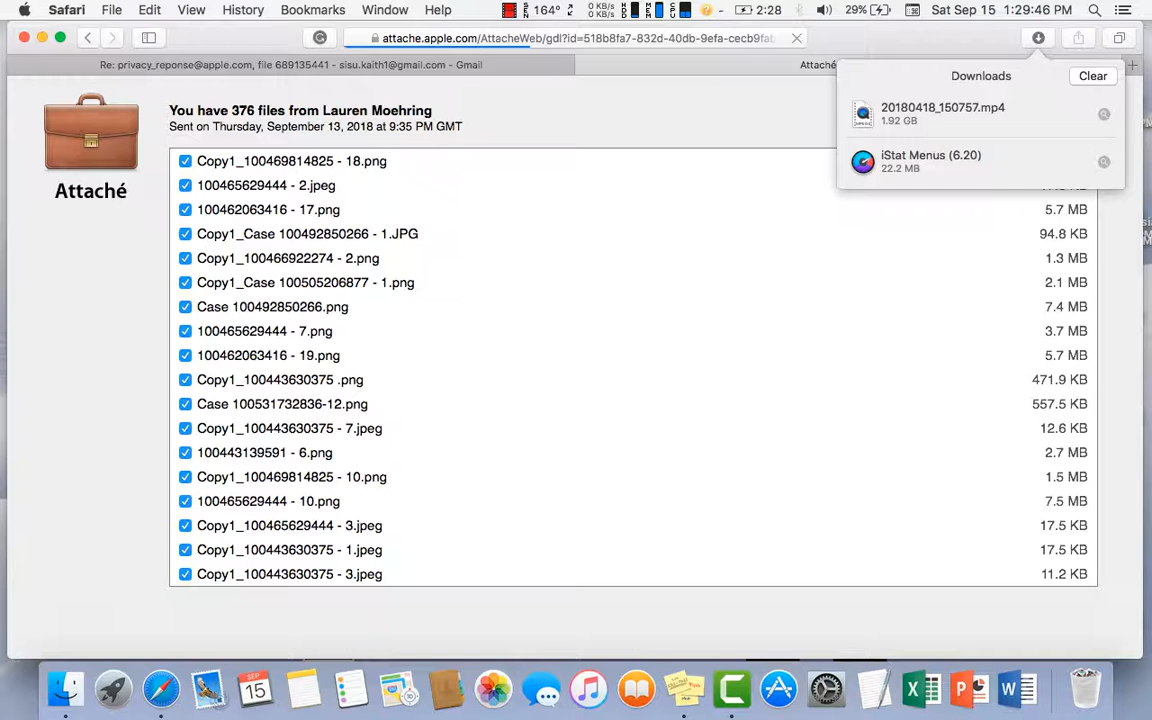 Safari File Edit View History Bookmarks Window Help 164° 0 KB/s 0 KB/s 2:28 29% Sat Sep 15 1:29:46 PM
attache.apple.com/AttacheWeb/gdl?id=518b8fa7-832d-40db-9efa-cecb9fab
Re: privacy_reponse@apple.com, file 689135441 - sisu.kaith1@gmail.com - Gmail
Attaché
Downloads Clear
20180418_150757.mp4
1.92 GB
iStat Menus (6.20)
22.2 MB
Attaché
You have 376 files from Lauren Moehring
Sent on Thursday, September 13, 2018 at 9:35 PM GMT
Copy1_100469814825 - 18.png
100465629444 - 2.jpeg
100462063416 - 17.png 5.7 MB
Copy1_Case 100492850266 - 1.JPG 94.8 KB
Copy1_100466922274 - 2.png 1.3 MB
Copy1_Case 100505206877 - 1.png 2.1 MB
Case 100492850266.png 7.4 MB
100465629444 - 7.png 3.7 MB
100462063416 - 19.png 5.7 MB
Copy1_100443630375 .png 471.9 KB
Case 100531732836-12.png 557.5 KB
Copy1_100443630375 - 7.jpeg 12.6 KB
100443139591 - 6.png 2.7 MB
Copy1_100469814825 - 10.png 1.5 MB
100465629444 - 10.png 7.5 MB
Copy1_100465629444 - 3.jpeg 17.5 KB
Copy1_100443630375 - 1.jpeg 17.5 KB
Copy1_100443630375 - 3.jpeg 11.2 KB
SEP
15